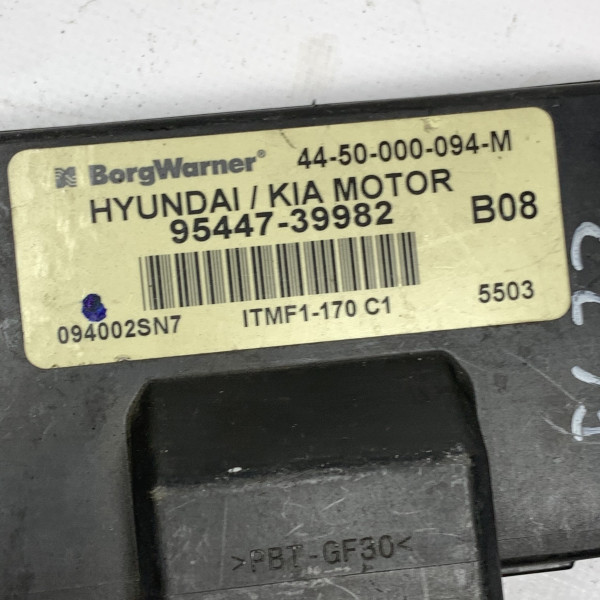 BorgWarner® 44-50-000-094-M
HYUNDAI / KIA MOTOR
95447-39982 B08
094002SN7 ITMF1-170 C1 5503
>PBT-GF30<